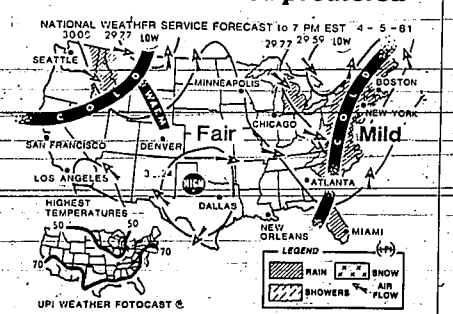 NATIONAL WEATHER SERVICE FORECAST to 7 PM EST 4-5-81
30.00 29.77 LOW
29.77 29.59 LOW
SEATTLE
COLD
WARM
MINNEAPOLIS
BOSTON
NEW YORK
CHICAGO
COLD
SAN FRANCISCO
DENVER
Fair
Mild
LOS ANGELES
HIGH
ATLANTA
HIGHEST
TEMPERATURES
DALLAS
NEW
ORLEANS
MIAMI
50
50
70
70
LEGEND
RAIN
SNOW
SHOWERS
AIR
FLOW
UPI WEATHER FOTOCAST ©